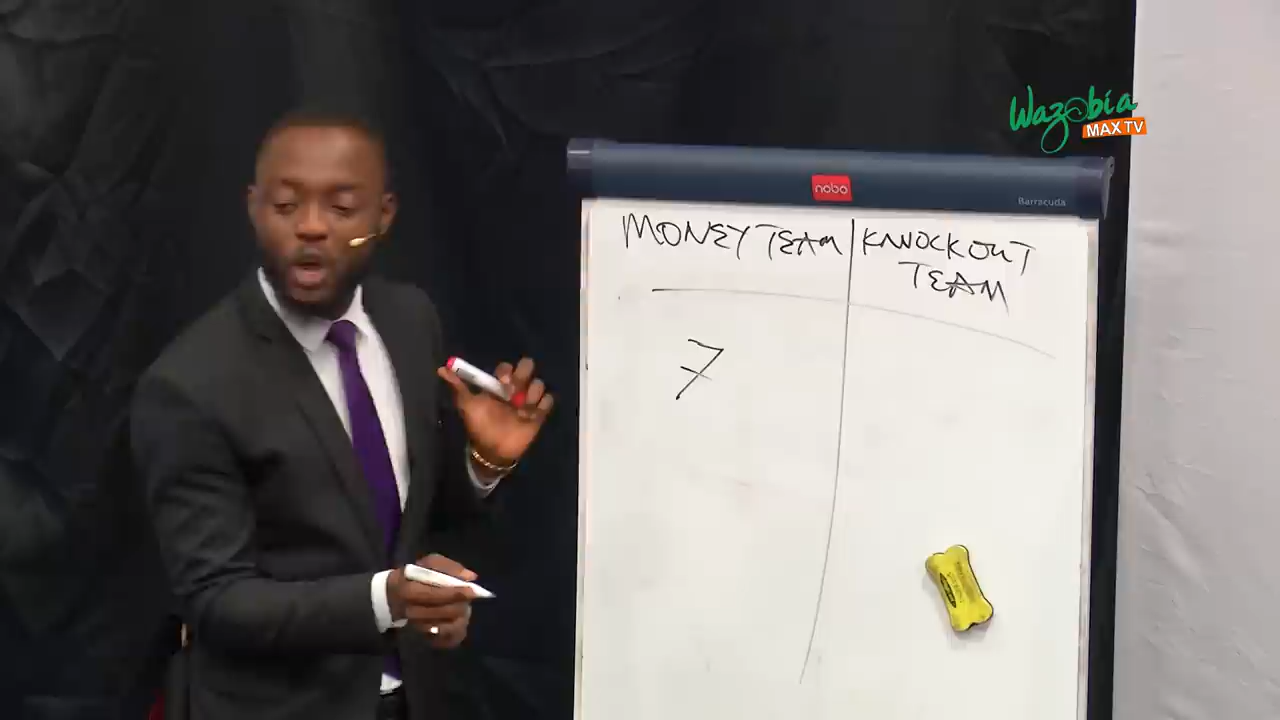 Wazobia
MAX TV
nobo
Barracuda
MONEY TEAM
KNOCKOUT
TEAM
7